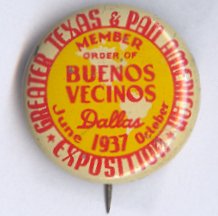 ★ GREATER TEXAS & PAN AMERICAN ★
EXPOSITION
MEMBER
ORDER OF
BUENOS
VECINOS
Dallas
June 1937 October